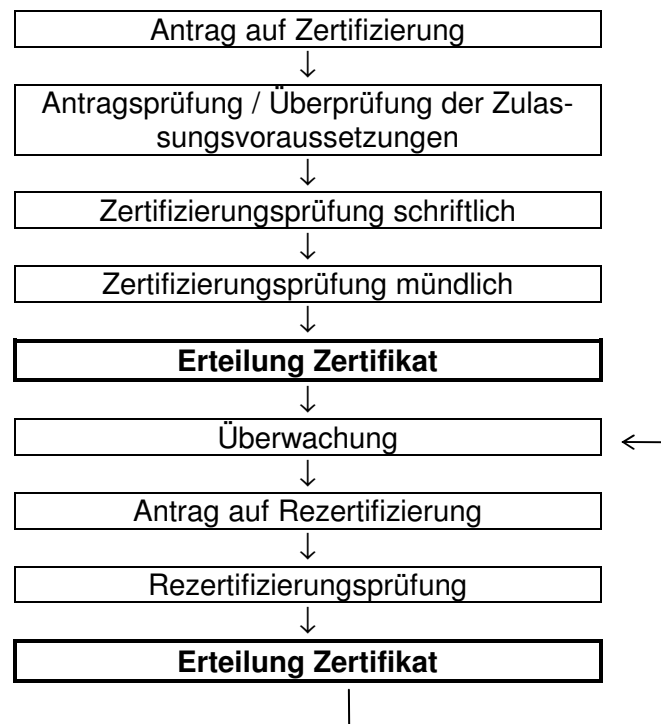 Antrag auf Zertifizierung
↓
Antragsprüfung / Überprüfung der Zulas-
sungsvoraussetzungen
↓
Zertifizierungsprüfung schriftlich
↓
Zertifizierungsprüfung mündlich
↓
Erteilung Zertifikat
↓
Überwachung ←
↓
Antrag auf Rezertifizierung
↓
Rezertifizierungsprüfung
↓
Erteilung Zertifikat